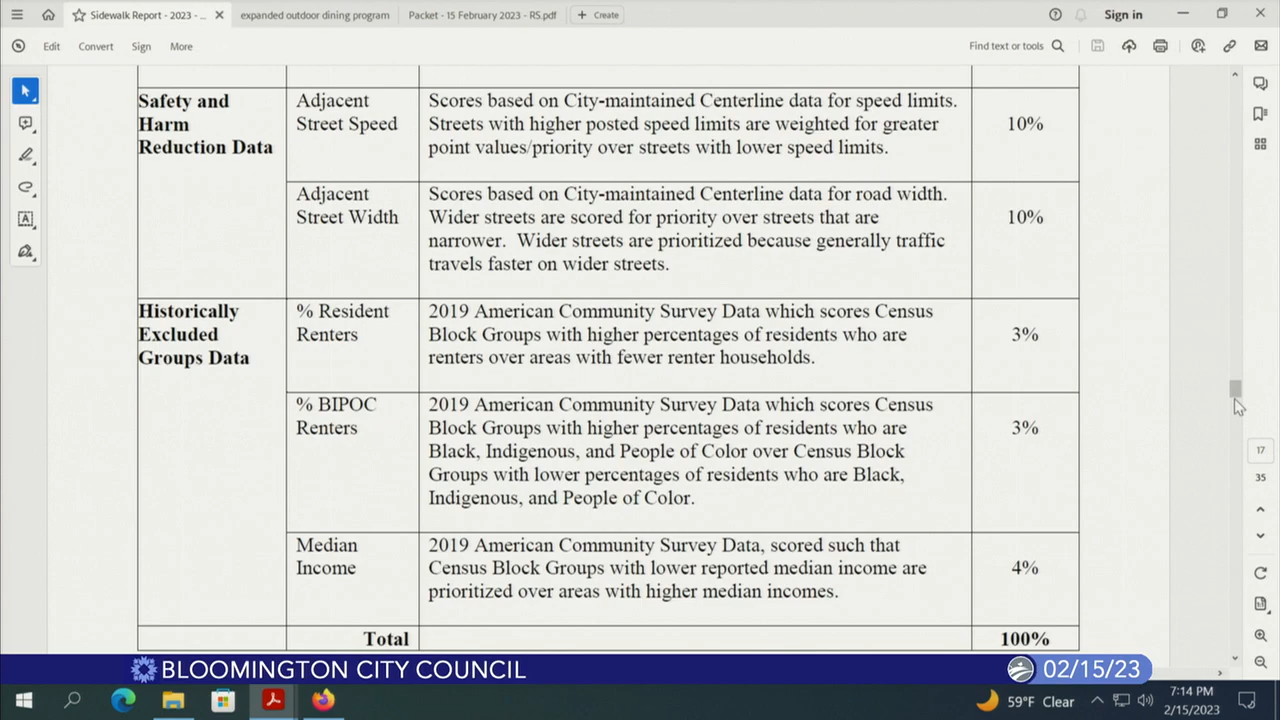 Sidewalk Report - 2023 - ...
expanded outdoor dining program
Packet - 15 February 2023 - RS.pdf
Create
Sign in
Edit
Convert
Sign
More
Find text or tools
Safety and
Harm
Reduction Data
Adjacent
Street Speed
Scores based on City-maintained Centerline data for speed limits.
Streets with higher posted speed limits are weighted for greater
point values/priority over streets with lower speed limits.
10%
Adjacent
Street Width
Scores based on City-maintained Centerline data for road width.
Wider streets are scored for priority over streets that are
narrower. Wider streets are prioritized because generally traffic
travels faster on wider streets.
10%
Historically
Excluded
Groups Data
% Resident
Renters
2019 American Community Survey Data which scores Census
Block Groups with higher percentages of residents who are
renters over areas with fewer renter households.
3%
% BIPOC
Renters
2019 American Community Survey Data which scores Census
Block Groups with higher percentages of residents who are
Black, Indigenous, and People of Color over Census Block
Groups with lower percentages of residents who are Black,
Indigenous, and People of Color.
3%
Median
Income
2019 American Community Survey Data, scored such that
Census Block Groups with lower reported median income are
prioritized over areas with higher median incomes.
4%
Total
100%
17
35
BLOOMINGTON CITY COUNCIL
02/15/23
59°F Clear
7:14 PM
2/15/2023